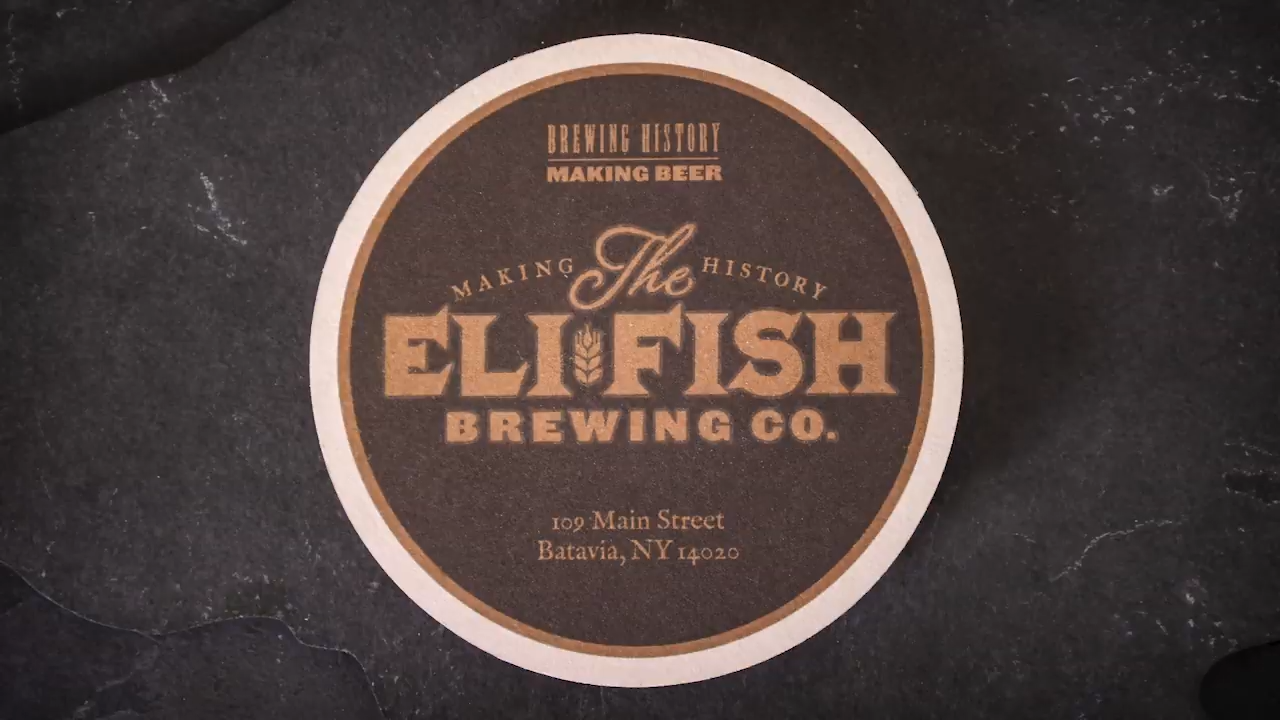 BREWING HISTORY
MAKING BEER
MAKING The HISTORY
ELI FISH
BREWING CO.
109 Main Street
Batavia, NY 14020